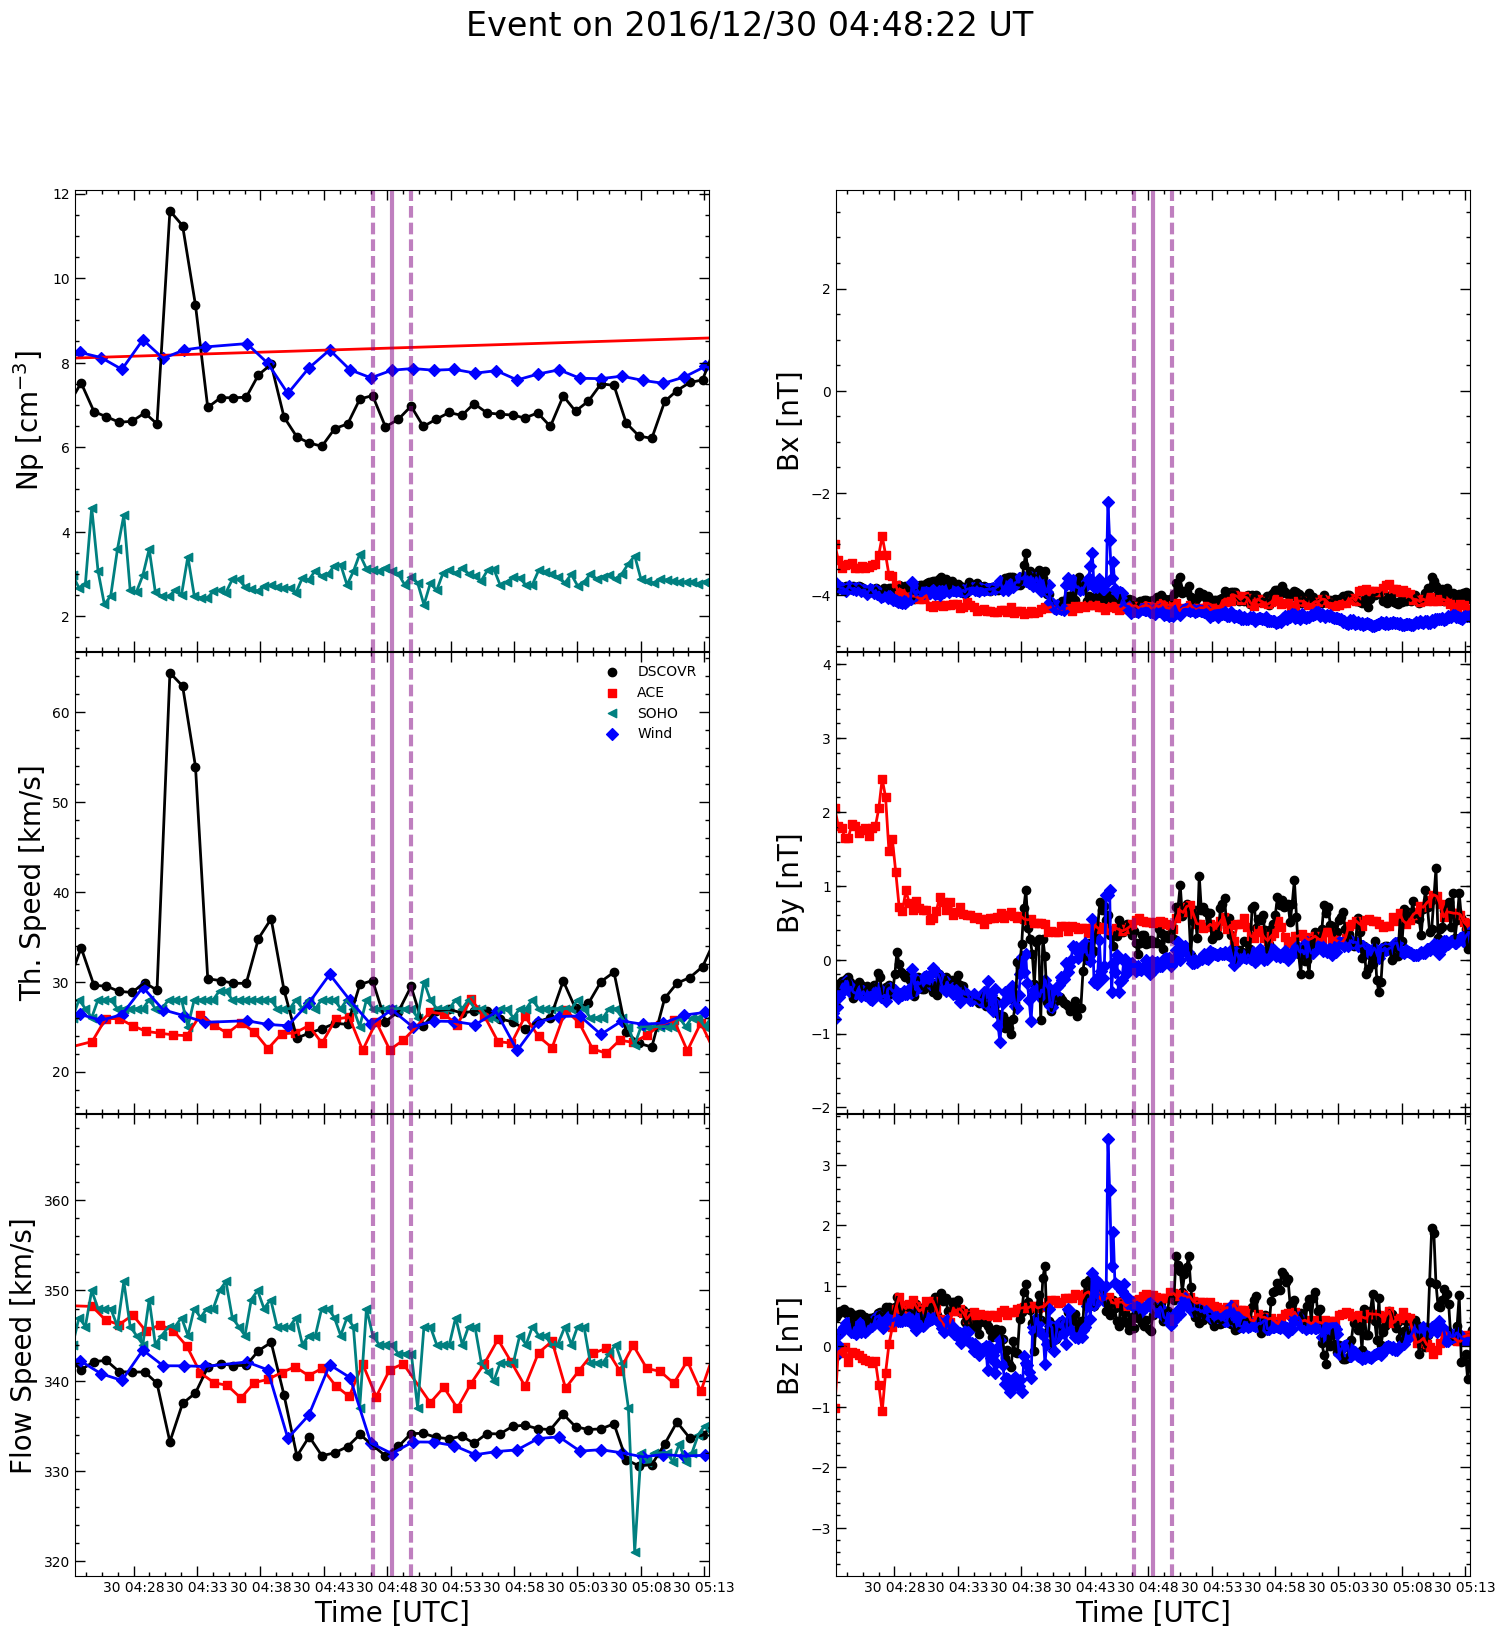 Event on 2016/12/30 04:48:22 UT
12
10
8
6
4
2
Np [cm⁻³]
2
0
−2
−4
Bx [nT]
60
50
40
30
20
Th. Speed [km/s]
DSCOVR
ACE
SOHO
Wind
4
3
2
1
0
−1
−2
By [nT]
360
350
340
330
320
Flow Speed [km/s]
3
2
1
0
−1
−2
−3
Bz [nT]
30 04:28 30 04:33 30 04:38 30 04:43 30 04:48 30 04:53 30 04:58 30 05:03 30 05:08 30 05:13
Time [UTC]
30 04:28 30 04:33 30 04:38 30 04:43 30 04:48 30 04:53 30 04:58 30 05:03 30 05:08 30 05:13
Time [UTC]